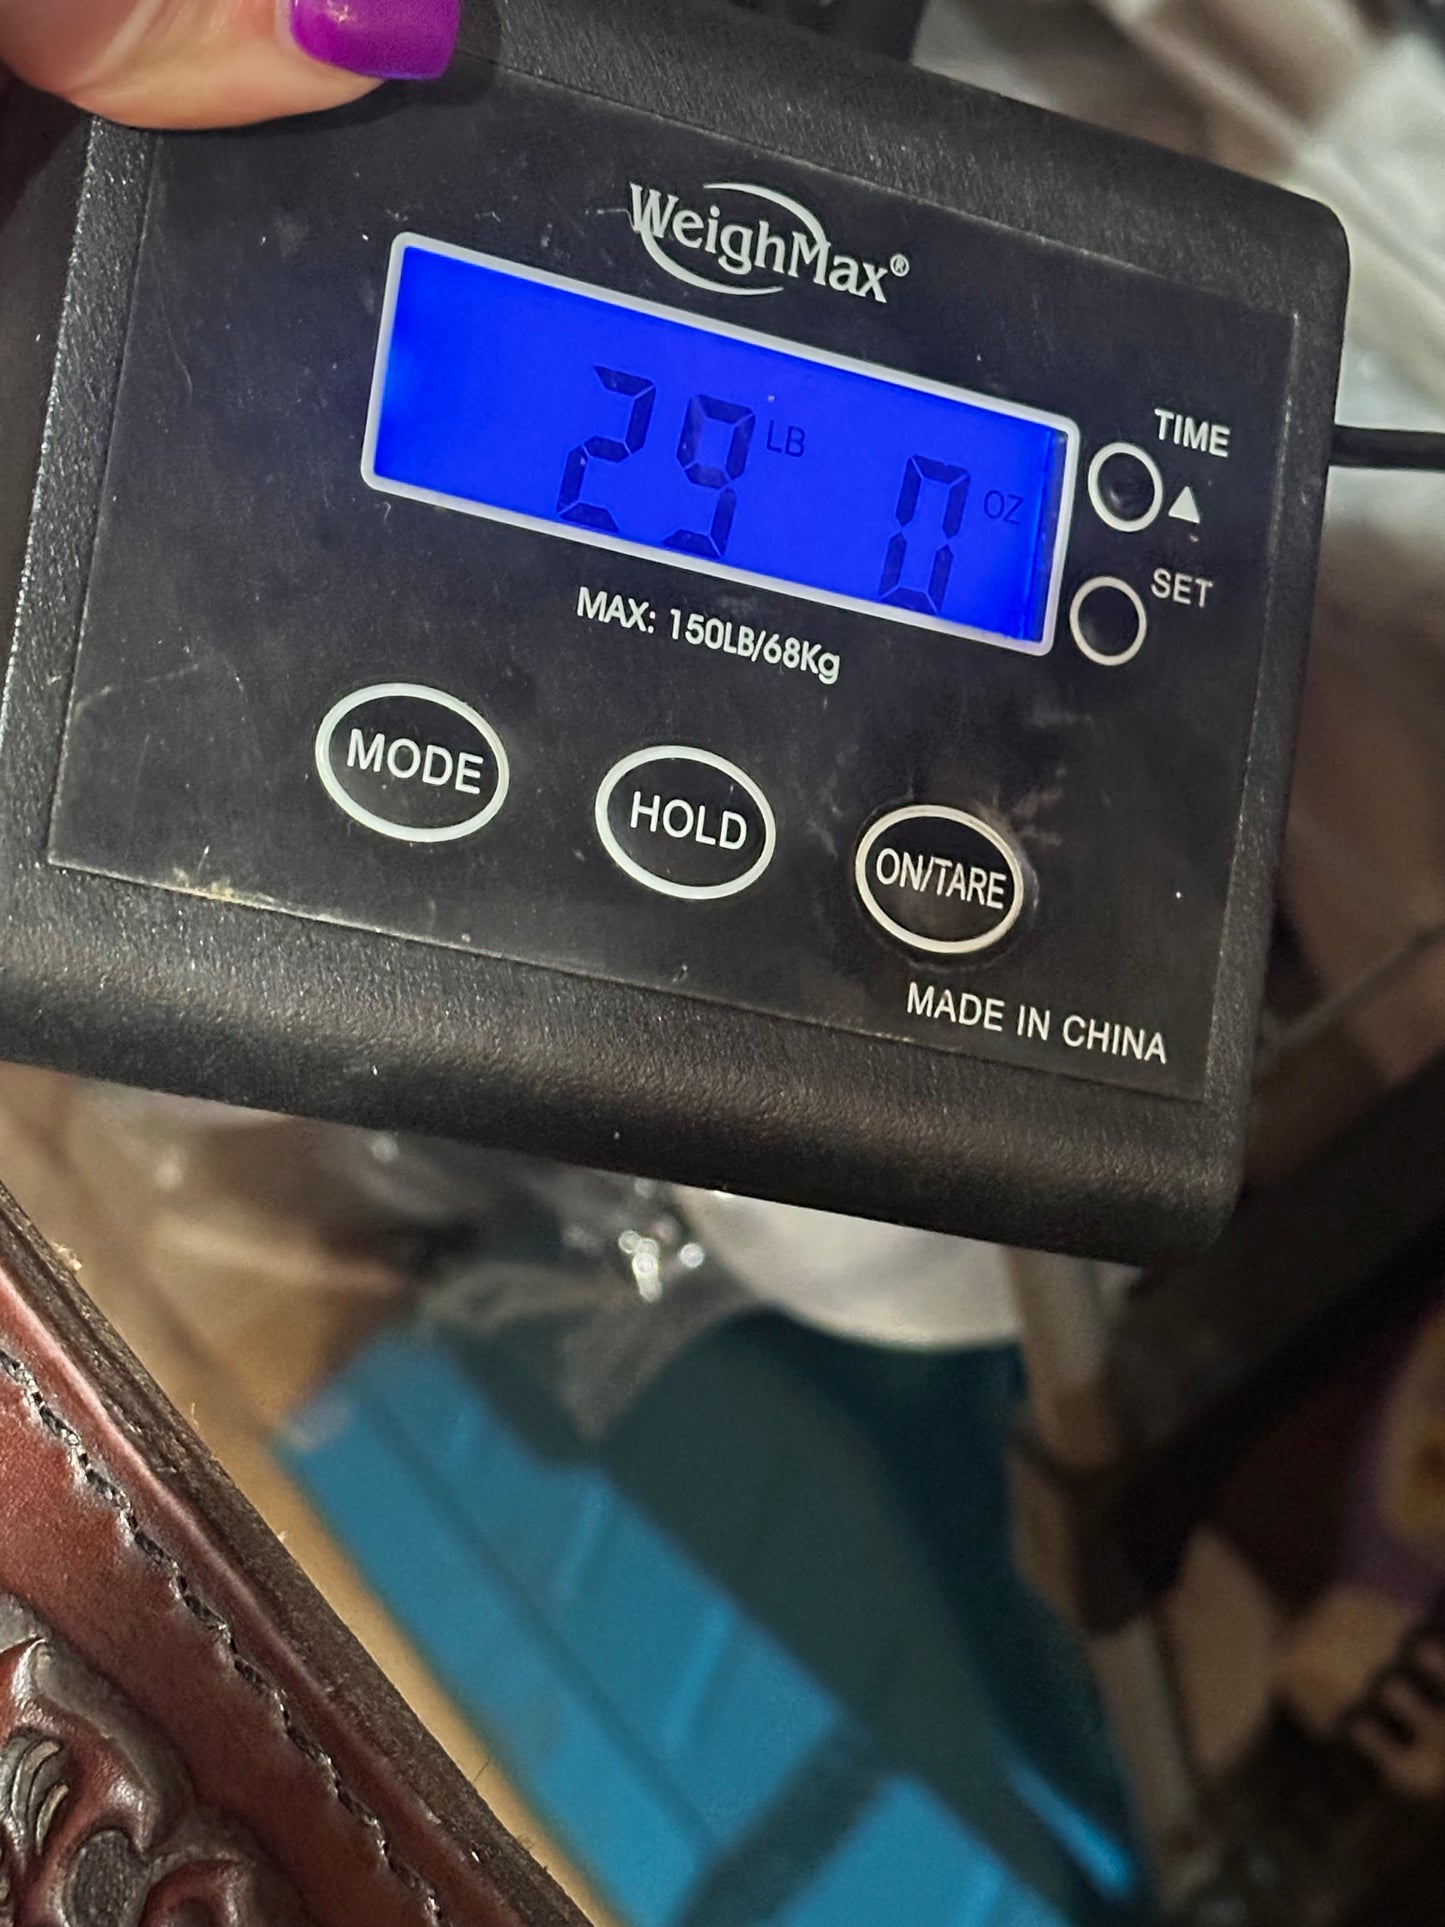 WeighMax®
29 LB 0 OZ
TIME
▲
SET
MAX: 150LB/68Kg
MODE
HOLD
ON/TARE
MADE IN CHINA